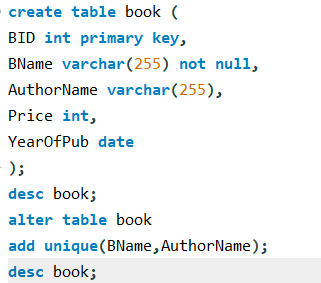 create table book (
BID int primary key,
BName varchar(255) not null,
AuthorName varchar(255),
Price int,
YearOfPub date
);
desc book;
alter table book
add unique(BName,AuthorName);
desc book;